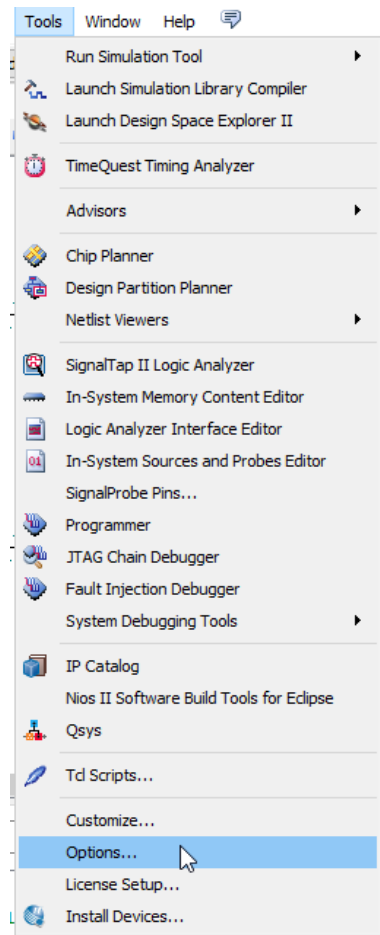 Tools Window Help
Run Simulation Tool
Launch Simulation Library Compiler
Launch Design Space Explorer II
TimeQuest Timing Analyzer
Advisors
Chip Planner
Design Partition Planner
Netlist Viewers
SignalTap II Logic Analyzer
In-System Memory Content Editor
Logic Analyzer Interface Editor
In-System Sources and Probes Editor
SignalProbe Pins...
Programmer
JTAG Chain Debugger
Fault Injection Debugger
System Debugging Tools
IP Catalog
Nios II Software Build Tools for Eclipse
Qsys
Tcl Scripts...
Customize...
Options...
License Setup...
Install Devices...